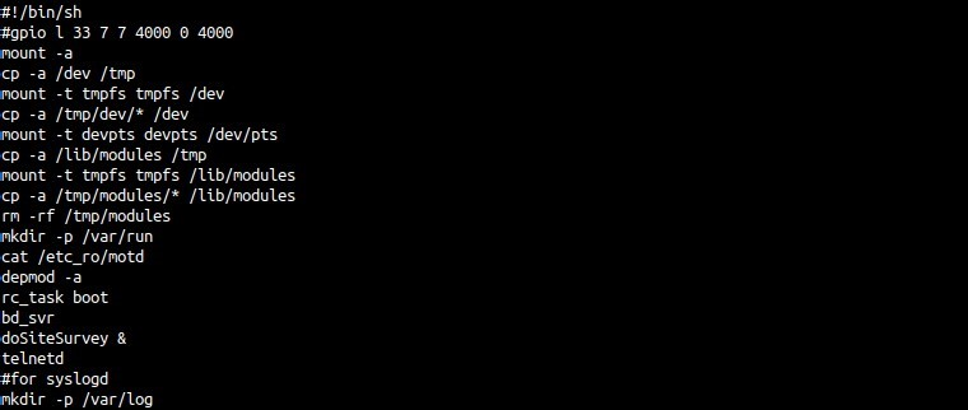 #!/bin/sh
#gpio l 33 7 7 4000 0 4000
mount -a
cp -a /dev /tmp
mount -t tmpfs tmpfs /dev
cp -a /tmp/dev/* /dev
mount -t devpts devpts /dev/pts
cp -a /lib/modules /tmp
mount -t tmpfs tmpfs /lib/modules
cp -a /tmp/modules/* /lib/modules
rm -rf /tmp/modules
mkdir -p /var/run
cat /etc_ro/motd
depmod -a
rc_task boot
bd_svr
doSiteSurvey &
telnetd
#for syslogd
mkdir -p /var/log